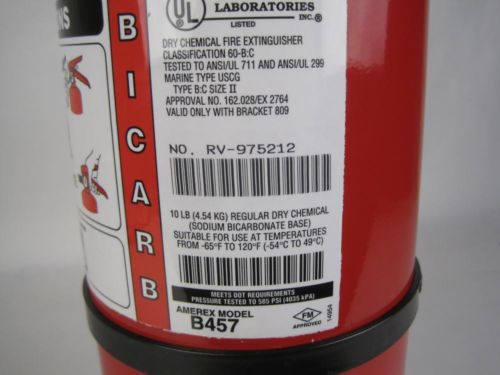 NS
BICARB
UL
LABORATORIES
INC.®
LISTED
DRY CHEMICAL FIRE EXTINGUISHER
CLASSIFICATION 60-B:C
TESTED TO ANSI/UL 711 AND ANSI/UL 299
MARINE TYPE USCG
TYPE B:C SIZE II
APPROVAL NO. 162.028/EX 2764
VALID ONLY WITH BRACKET 809
NO. RV-975212
10 LB (4.54 KG) REGULAR DRY CHEMICAL
(SODIUM BICARBONATE BASE)
SUITABLE FOR USE AT TEMPERATURES
FROM -65°F TO 120°F (-54°C TO 49°C)
MEETS DOT REQUIREMENTS
PRESSURE TESTED TO 585 PSI (4035 kPA)
AMEREX MODEL
B457
FM
APPROVED
14954